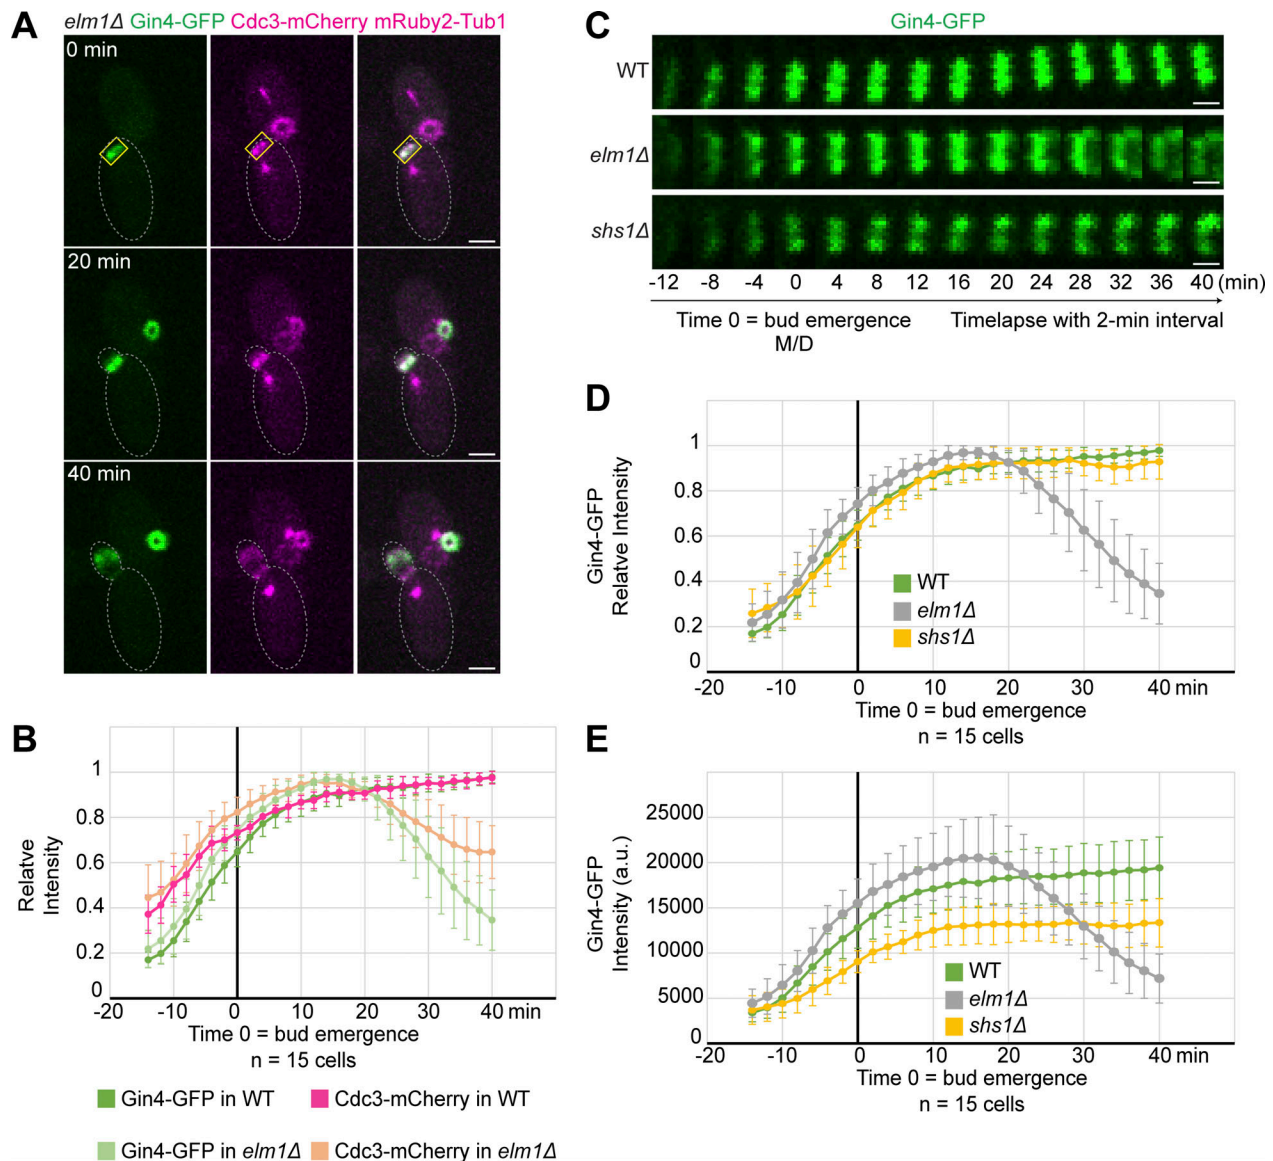 A
elm1Δ Gin4-GFP Cdc3-mCherry mRuby2-Tub1
0 min
20 min
40 min
B
Relative
Intensity
1
0.8
0.6
0.4
0.2
0
-20 -10 0 10 20 30 40 min
Time 0 = bud emergence
n = 15 cells
Gin4-GFP in WT
Cdc3-mCherry in WT
Gin4-GFP in elm1Δ
Cdc3-mCherry in elm1Δ
C
Gin4-GFP
WT
elm1Δ
shs1Δ
-12 -8 -4 0 4 8 12 16 20 24 28 32 36 40 (min)
Time 0 = bud emergence Timelapse with 2-min interval
M/D
D
Gin4-GFP
Relative Intensity
1
0.8
0.6
0.4
0.2
0
WT
elm1Δ
shs1Δ
-20 -10 0 10 20 30 40 min
Time 0 = bud emergence
n = 15 cells
E
Gin4-GFP
Intensity (a.u.)
25000
20000
15000
10000
5000
0
WT
elm1Δ
shs1Δ
-20 -10 0 10 20 30 40 min
Time 0 = bud emergence
n = 15 cells